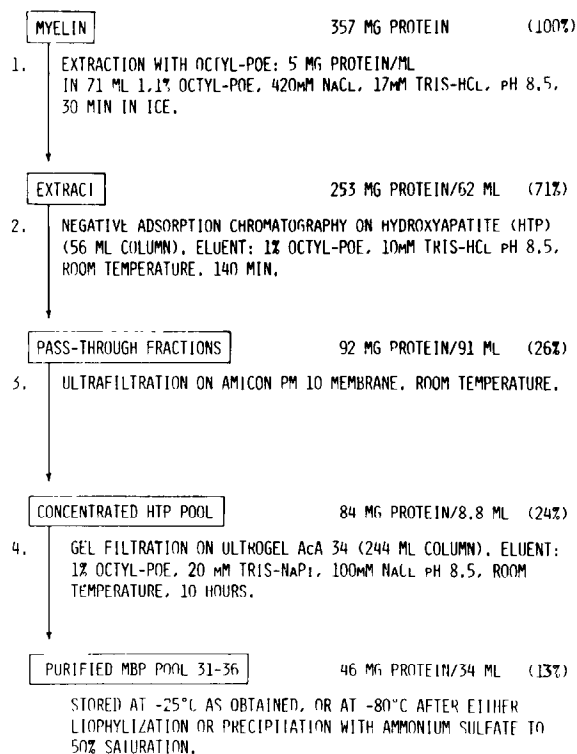 MYELIN 357 MG PROTEIN (100%)
1. EXTRACTION WITH OCTYL-POE: 5 MG PROTEIN/ML
IN 71 ML 1.1% OCTYL-POE, 420MM NACL, 17MM TRIS-HCL, PH 8.5,
30 MIN IN ICE.
EXTRACT 253 MG PROTEIN/62 ML (71%)
2. NEGATIVE ADSORPTION CHROMATOGRAPHY ON HYDROXYAPATITE (HTP)
(56 ML COLUMN). ELUENT: 1% OCTYL-POE, 10MM TRIS-HCL PH 8.5,
ROOM TEMPERATURE. 140 MIN.
PASS-THROUGH FRACTIONS 92 MG PROTEIN/91 ML (26%)
3. ULTRAFILTRATION ON AMICON PM 10 MEMBRANE. ROOM TEMPERATURE.
CONCENTRATED HTP POOL 84 MG PROTEIN/8.8 ML (24%)
4. GEL FILTRATION ON ULTROGEL ACA 34 (244 ML COLUMN). ELUENT:
1% OCTYL-POE, 20 MM TRIS-NAPI, 100MM NACL PH 8.5, ROOM
TEMPERATURE, 10 HOURS.
PURIFIED MBP POOL 31-36 46 MG PROTEIN/34 ML (13%)
STORED AT -25°C AS OBTAINED, OR AT -80°C AFTER EITHER
LIOPHYLIZATION OR PRECIPITATION WITH AMMONIUM SULFATE TO
50% SATURATION.